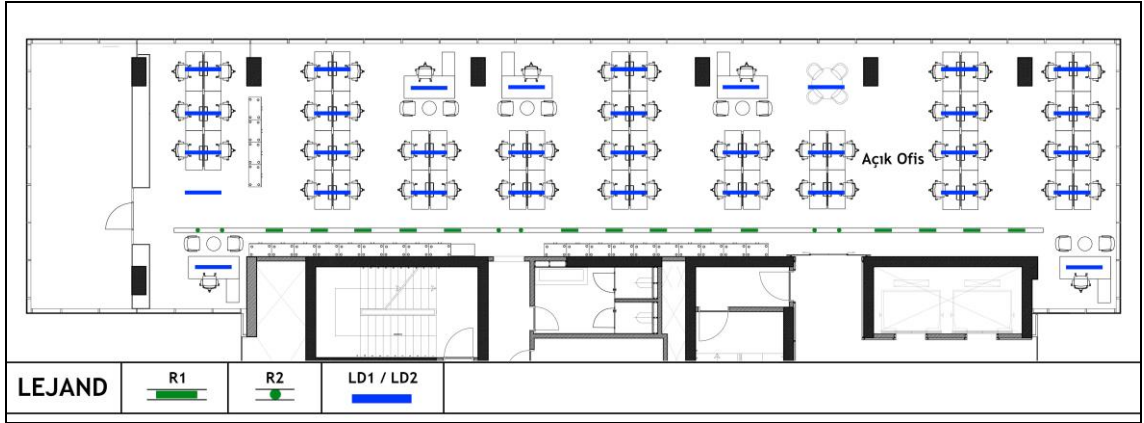 Açık Ofis
LEJAND
R1
R2
LD1 / LD2